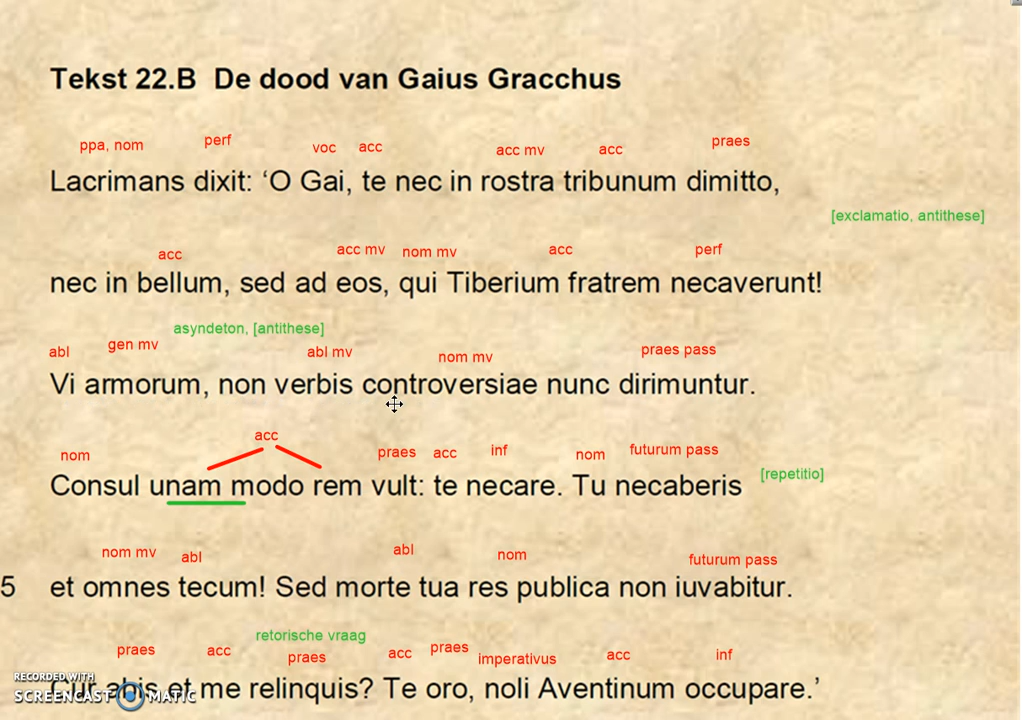 Tekst 22.B De dood van Gaius Gracchus
ppa, nom perf voc acc acc mv acc praes
Lacrimans dixit: ‘O Gai, te nec in rostra tribunum dimitto,
[exclamatio, antithese]
acc acc mv nom mv acc perf
nec in bellum, sed ad eos, qui Tiberium fratrem necaverunt!
asyndeton, [antithese]
abl gen mv abl mv nom mv praes pass
Vi armorum, non verbis controversiae nunc dirimuntur.
nom acc praes acc inf nom futurum pass
Consul unam modo rem vult: te necare. Tu necaberis [repetitio]
nom mv abl abl nom futurum pass
5 et omnes tecum! Sed morte tua res publica non iuvabitur.
retorische vraag
praes acc praes acc praes imperativus acc inf
Cur abis et me relinquis? Te oro, noli Aventinum occupare.’
RECORDED WITH
SCREENCAST MATIC